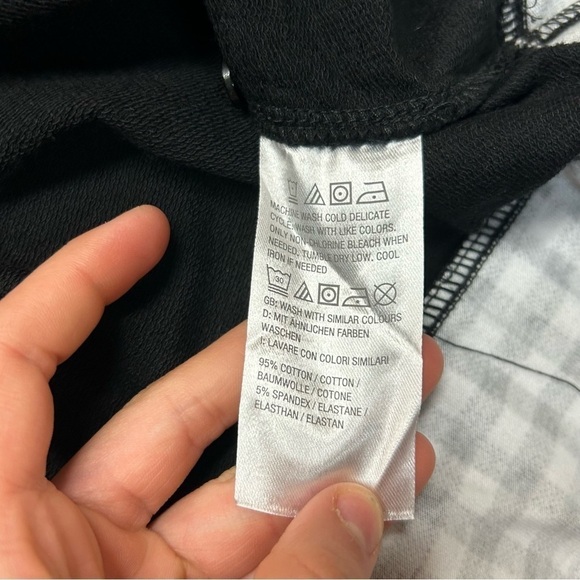 MACHINE WASH COLD DELICATE
CYCLE. WASH WITH LIKE COLORS.
ONLY NON-CHLORINE BLEACH WHEN
NEEDED. TUMBLE DRY LOW. COOL
IRON IF NEEDED
30
GB: WASH WITH SIMILAR COLOURS
D: MIT ÄHNLICHEN FARBEN
WASCHEN
I: LAVARE CON COLORI SIMILARI
95% COTTON / COTTON /
BAUMWOLLE / COTONE
5% SPANDEX / ELASTANE /
ELASTHAN / ELASTAN